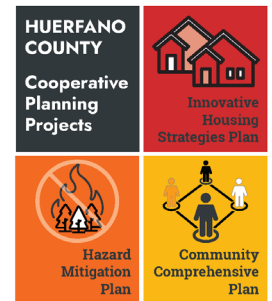 HUERFANO
COUNTY
Cooperative
Planning
Projects
Innovative
Housing
Strategies Plan
Hazard
Mitigation
Plan
Community
Comprehensive
Plan